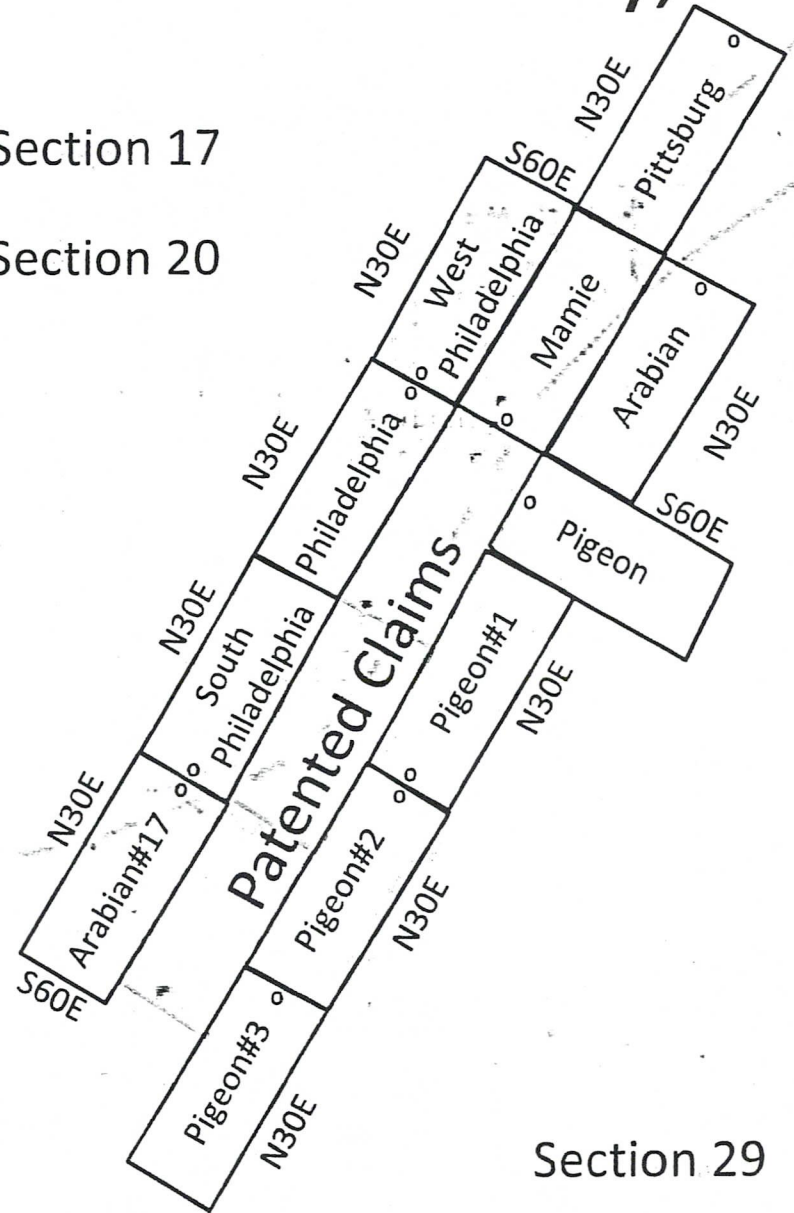 N30E
Pittsburg
Section 17
S60E
Section 20
N30E
West
Philadelphia
Mamie
Arabian
N30E
N30E
Philadelphia
S60E
Pigeon
Patented Claims
N30E
South
Philadelphia
Pigeon#1
N30E
N30E
Arabian#17
Pigeon#2
N30E
S60E
Pigeon#3
N30E
Section 29